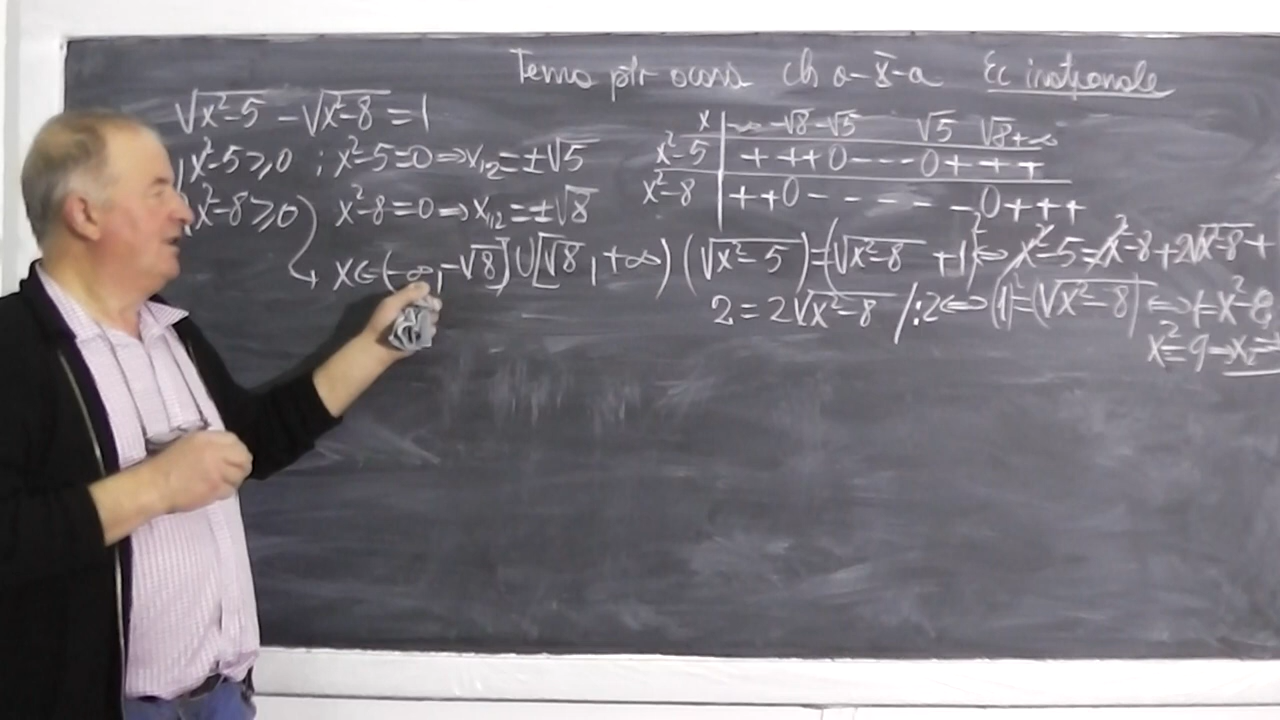 Tema ptr acasă cls a-X-a Ec iraționale
√x²-5 - √x²-8 = 1
x²-5≥0 ; x²-5=0 ⇒ x₁,₂=±√5
x²-8≥0 x²-8=0 ⇒ x₁,₂=±√8
x∈(-∞,-√8]∪[√8,+∞)
x | -∞ -√8 -√5 √5 √8 +∞
x²-5 | + + + 0 - - - - 0 + + +
x²-8 | + + 0 - - - - - - 0 + + +
(√x²-5)²=(√x²-8 +1)² ⇔ x²-5=x²-8+2√x²-8+
2=2√x²-8 /:2 ⇔ (1)²=(√x²-8)² ⇔ 1=x²-8
x²=9 ⇒